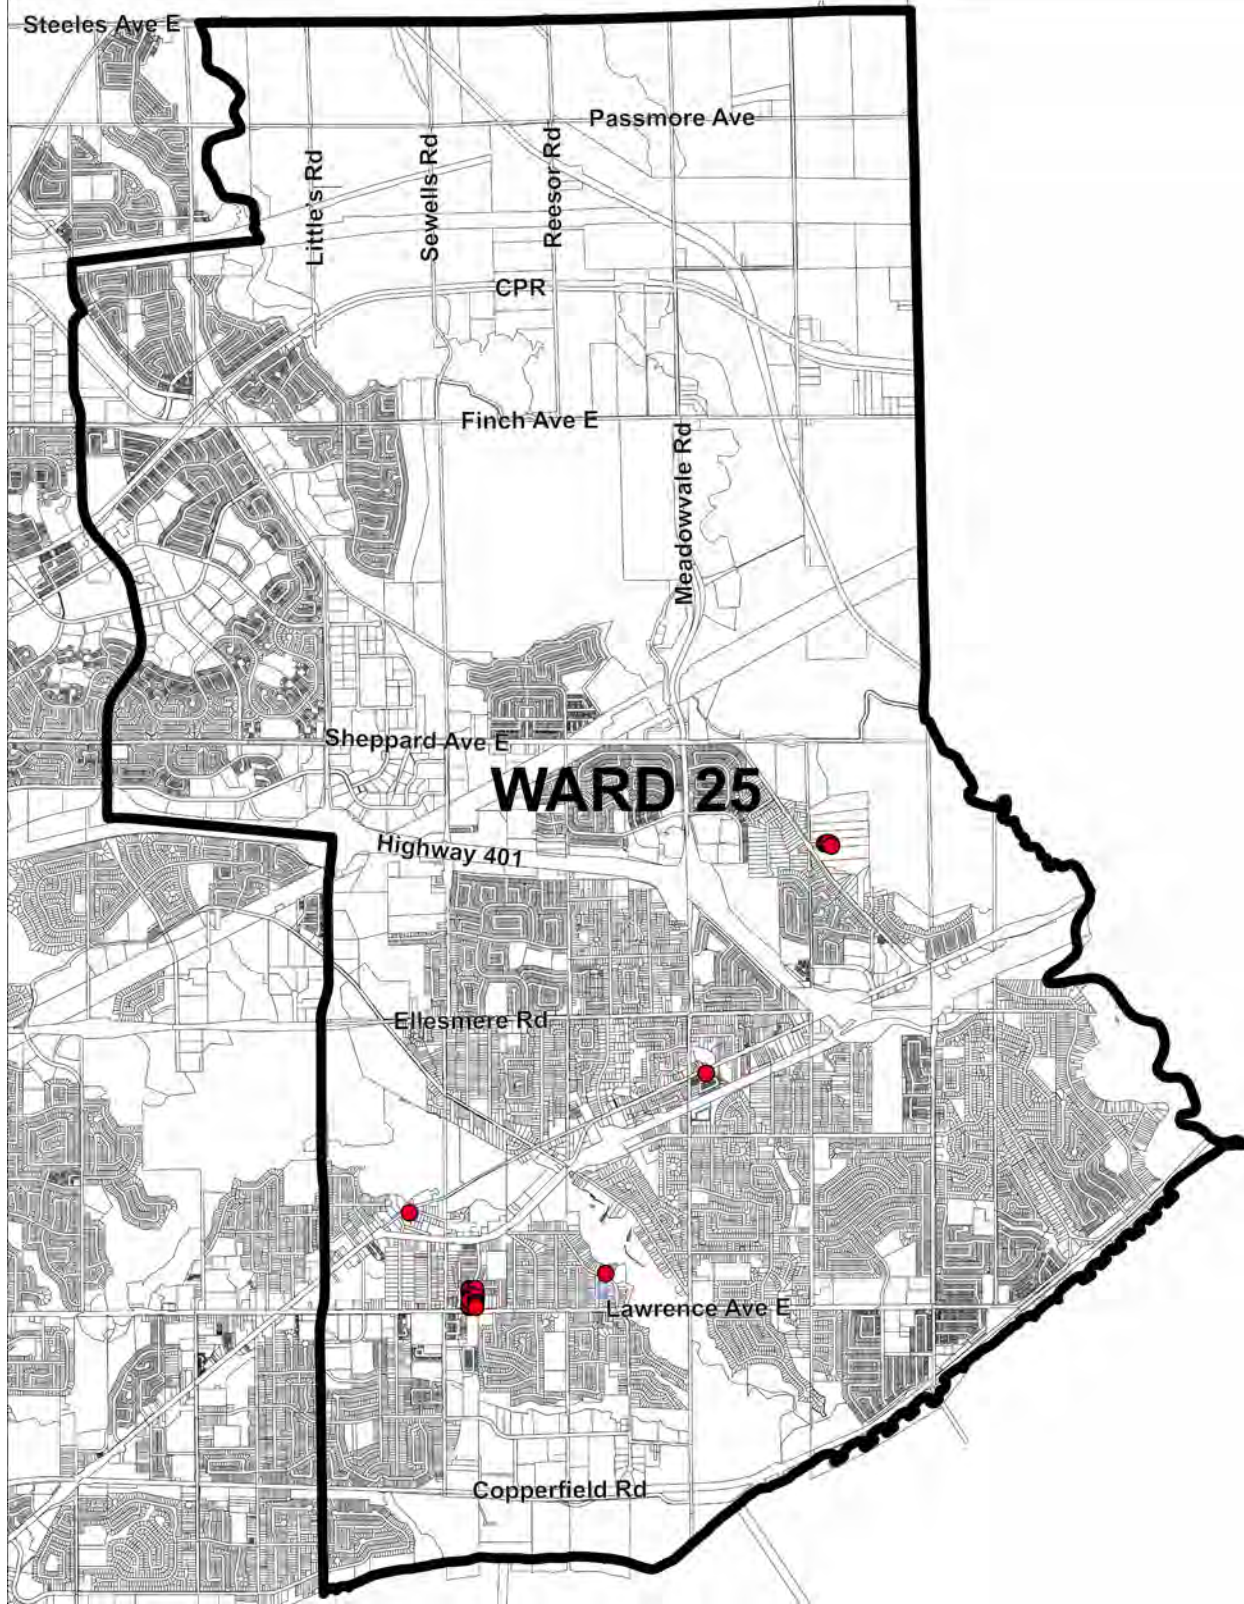 Steeles Ave E
Passmore Ave
Little's Rd
Sewells Rd
Reesor Rd
CPR
Finch Ave E
Meadowvale Rd
Sheppard Ave E
WARD 25
Highway 401
Ellesmere Rd
Lawrence Ave E
Copperfield Rd